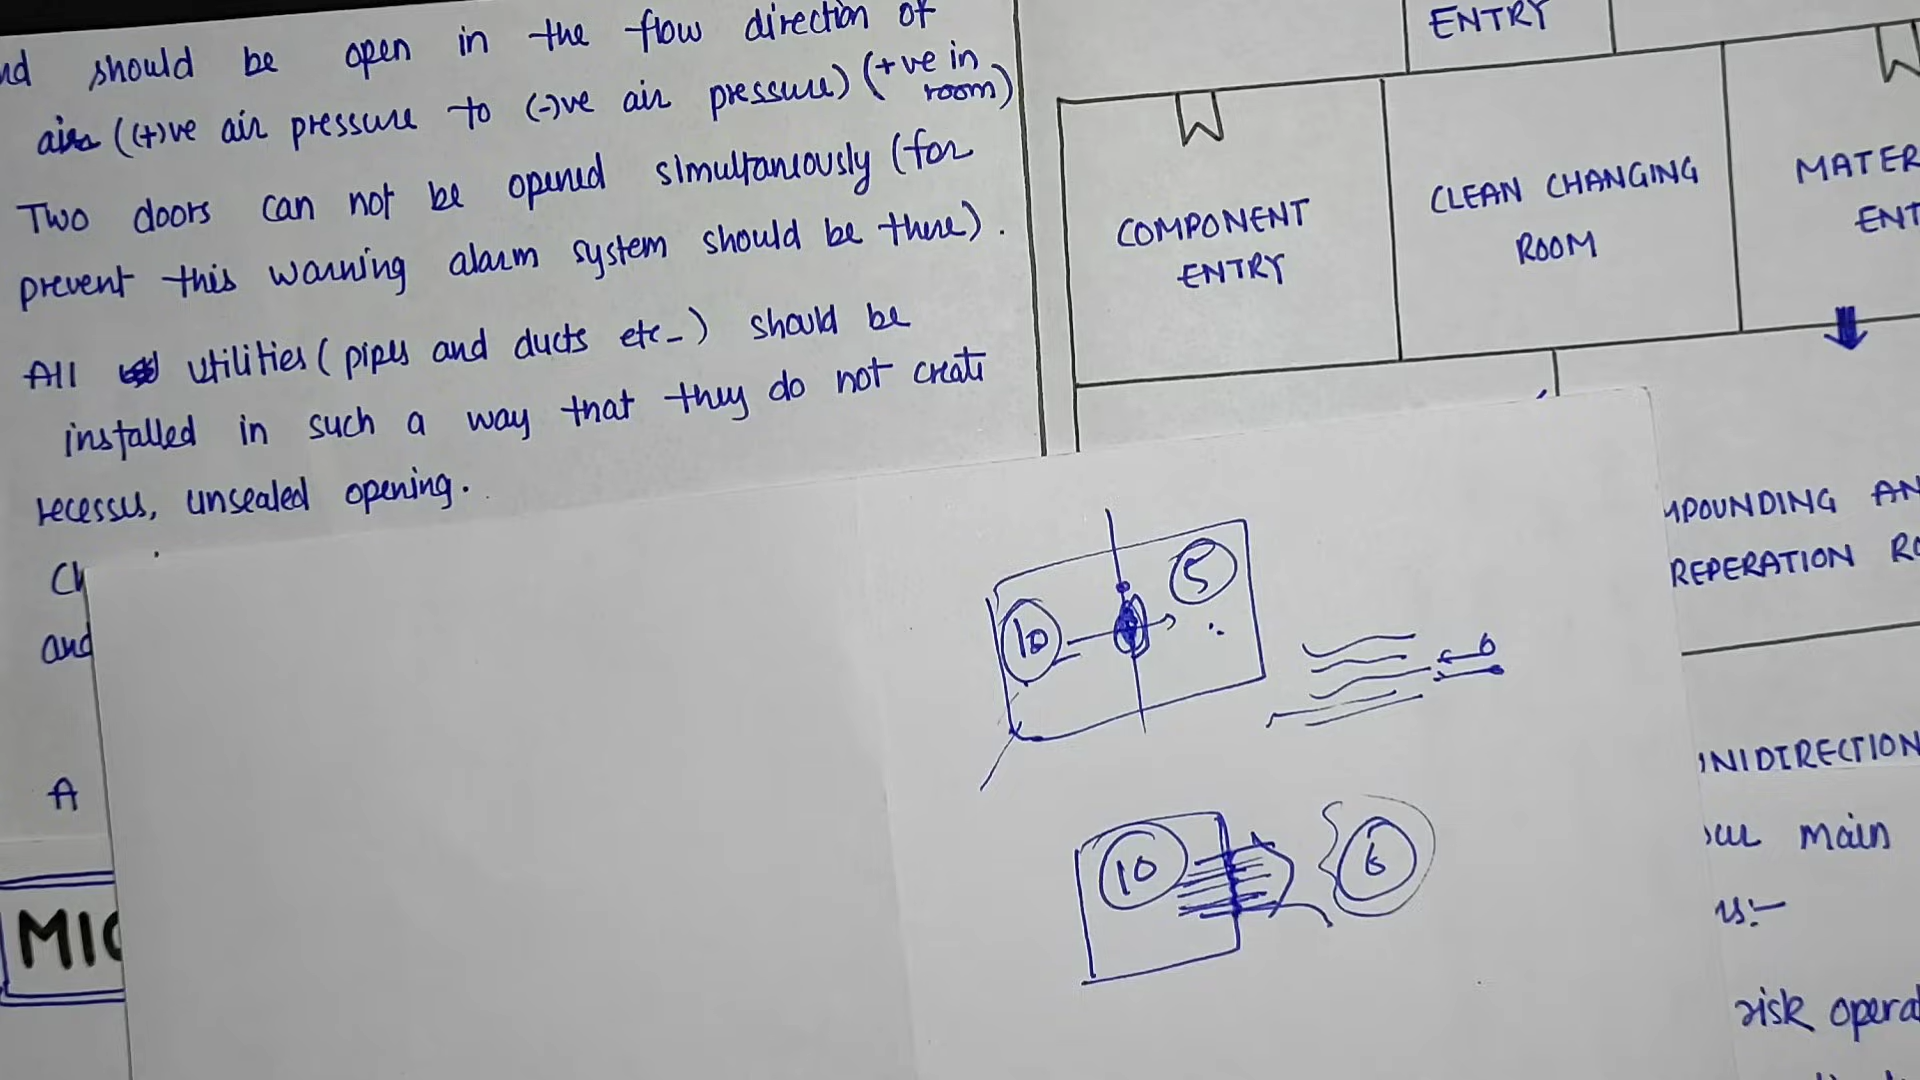 should be open in the flow direction of
air ((+)ve air pressure to (-)ve air pressure) (+ve in
room)
Two doors can not be opened simultaneously (for
prevent this warning alarm system should be there).
All utilities (pipes and ducts etc-) should be
installed in such a way that they do not create
recesses, unsealed opening.
and
A
MIC
ENTRY
COMPONENT
ENTRY
CLEAN CHANGING
ROOM
MATER
ENT
MPOUNDING AN
REPERATION RO
NIDIRECTION
main
risk opera
10
5
6
10
6